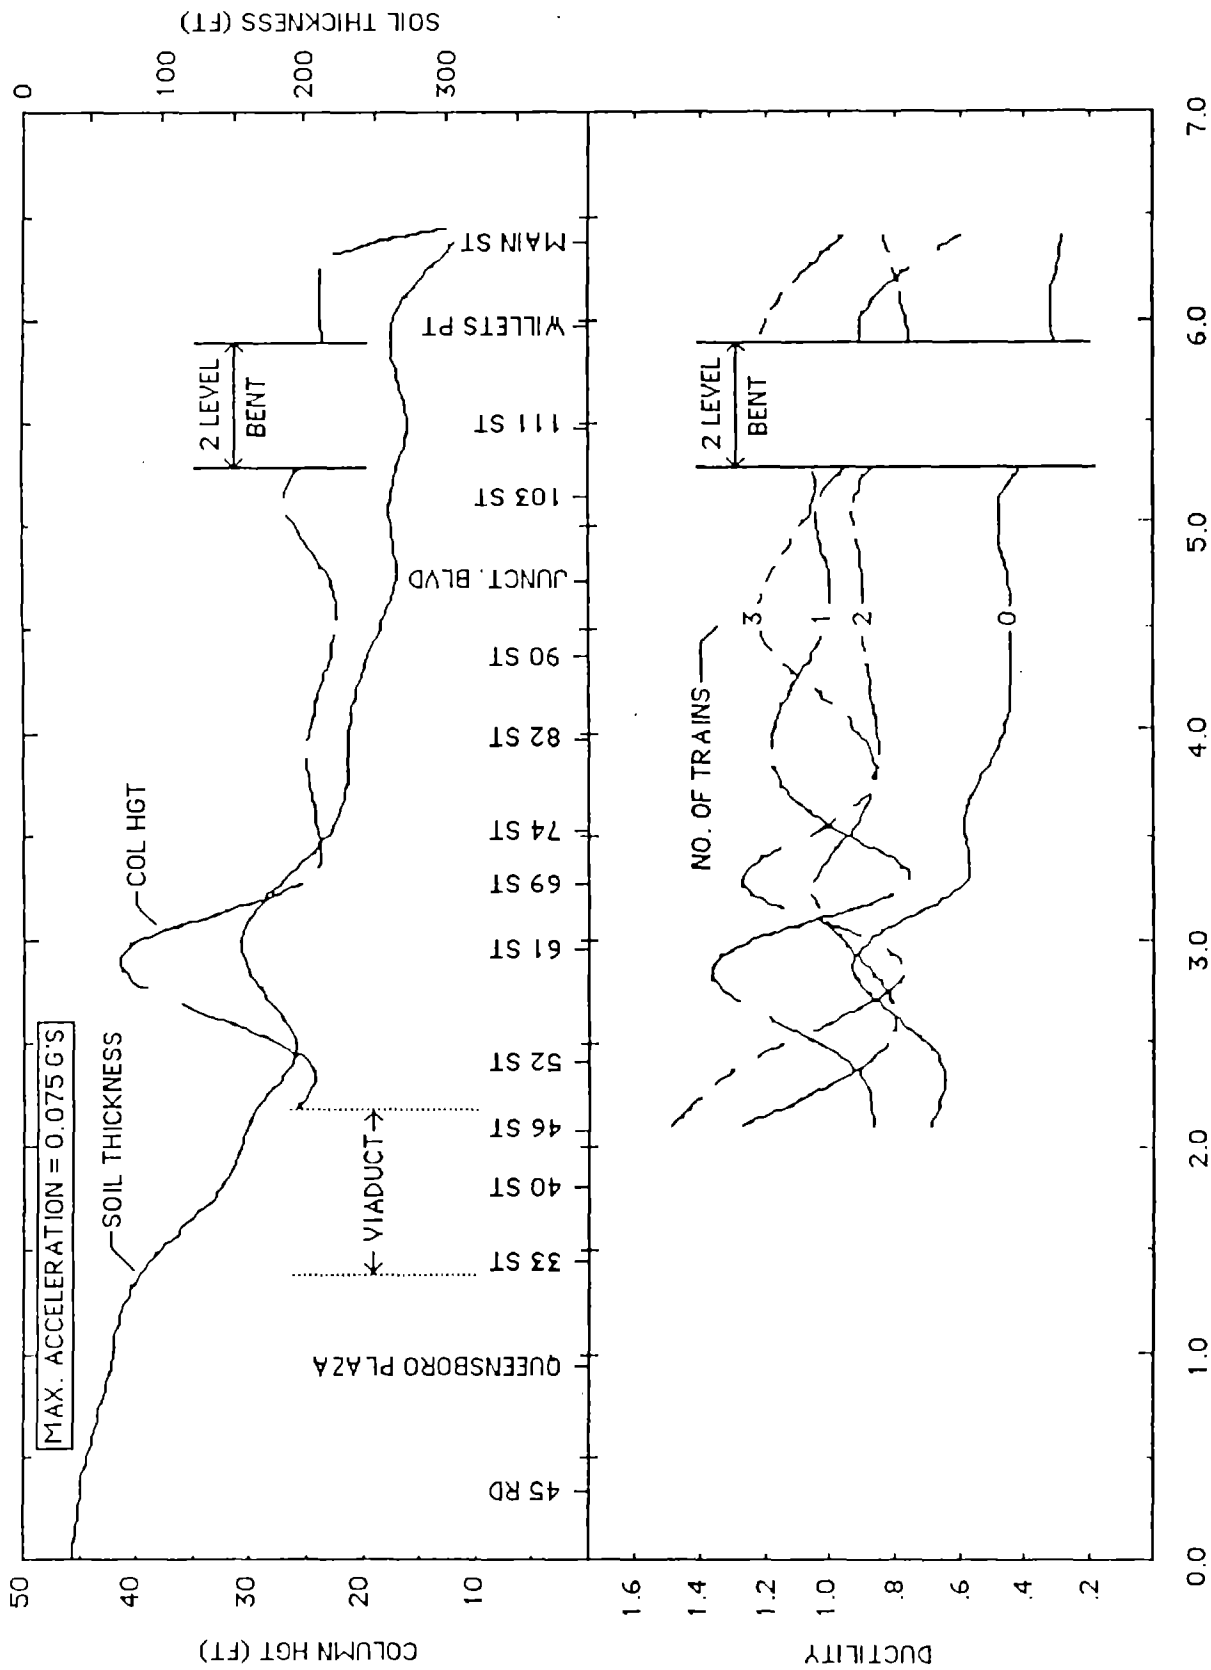 MAX. ACCELERATION = 0.075 G'S
SOIL THICKNESS
COL HGT
2 LEVEL
BENT
VIADUCT
COLUMN HGT (FT)
50
40
30
20
10
SOIL THICKNESS (FT)
0
100
200
300
45 RD
QUEENSBORO PLAZA
33 ST
40 ST
46 ST
52 ST
61 ST
69 ST
74 ST
82 ST
90 ST
JUNCT. BLVD
103 ST
111 ST
WILLETS PT
MAIN ST
DUCTILITY
1.6
1.4
1.2
1.0
.8
.6
.4
.2
NO. OF TRAINS
3
1
2
0
2 LEVEL
BENT
0.0
1.0
2.0
3.0
4.0
5.0
6.0
7.0